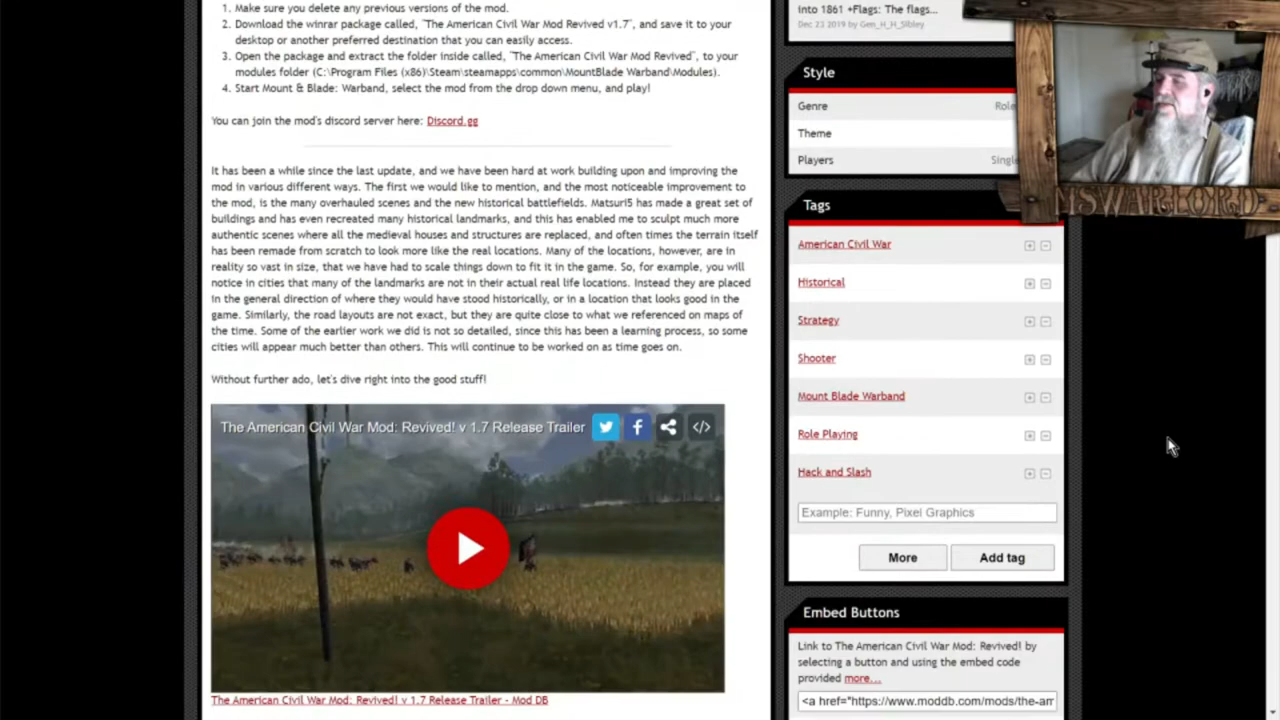 1. Make sure you delete any previous versions of the mod.
2. Download the winrar package called, "The American Civil War Mod Revived v1.7", and save it to your
desktop or another preferred destination that you can easily access.
3. Open the package and extract the folder inside called, "The American Civil War Mod Revived", to your
modules folder (C:\Program Files (x86)\Steam\steamapps\common\MountBlade Warband\Modules).
4. Start Mount & Blade: Warband, select the mod from the drop down menu, and play!
You can join the mod's discord server here: Discord.gg
It has been a while since the last update, and we have been hard at work building upon and improving the
mod in various different ways. The first we would like to mention, and the most noticeable improvement to
the mod, is the many overhauled scenes and the new historical battlefields. Matsuri5 has made a great set of
buildings and has even recreated many historical landmarks, and this has enabled me to sculpt much more
authentic scenes where all the medieval houses and structures are replaced, and often times the terrain itself
has been remade from scratch to look more like the real locations. Many of the locations, however, are in
reality so vast in size, that we have had to scale things down to fit it in the game. So, for example, you will
notice in cities that many of the landmarks are not in their actual real life locations. Instead they are placed
in the general direction of where they would have stood historically, or in a location that looks good in the
game. Similarly, the road layouts are not exact, but they are quite close to what we referenced on maps of
the time. Some of the earlier work we did is not so detailed, since this has been a learning process, so some
cities will appear much better than others. This will continue to be worked on as time goes on.
Without further ado, let's dive right into the good stuff!
The American Civil War Mod: Revived! v 1.7 Release Trailer
The American Civil War Mod: Revived! v 1.7 Release Trailer - Mod DB
into 1861 +Flags: The flags...
Dec 23 2019 by Gen_H_H_Sibley
Style
Genre Role
Theme
Players Single
MSWARLORD
Tags
American Civil War
Historical
Strategy
Shooter
Mount Blade Warband
Role Playing
Hack and Slash
Example: Funny, Pixel Graphics
More Add tag
Embed Buttons
Link to The American Civil War Mod: Revived! by
selecting a button and using the embed code
provided more...
<a href="https://www.moddb.com/mods/the-am